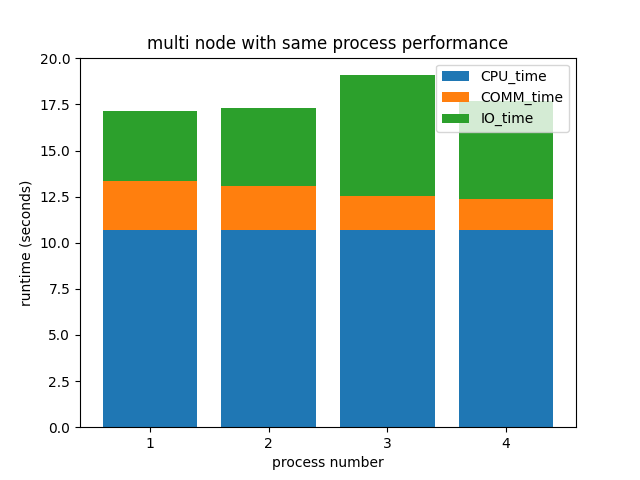 multi node with same process performance
CPU_time
COMM_time
IO_time
runtime (seconds)
20.0
17.5
15.0
12.5
10.0
7.5
5.0
2.5
0.0
1 2 3 4
process number